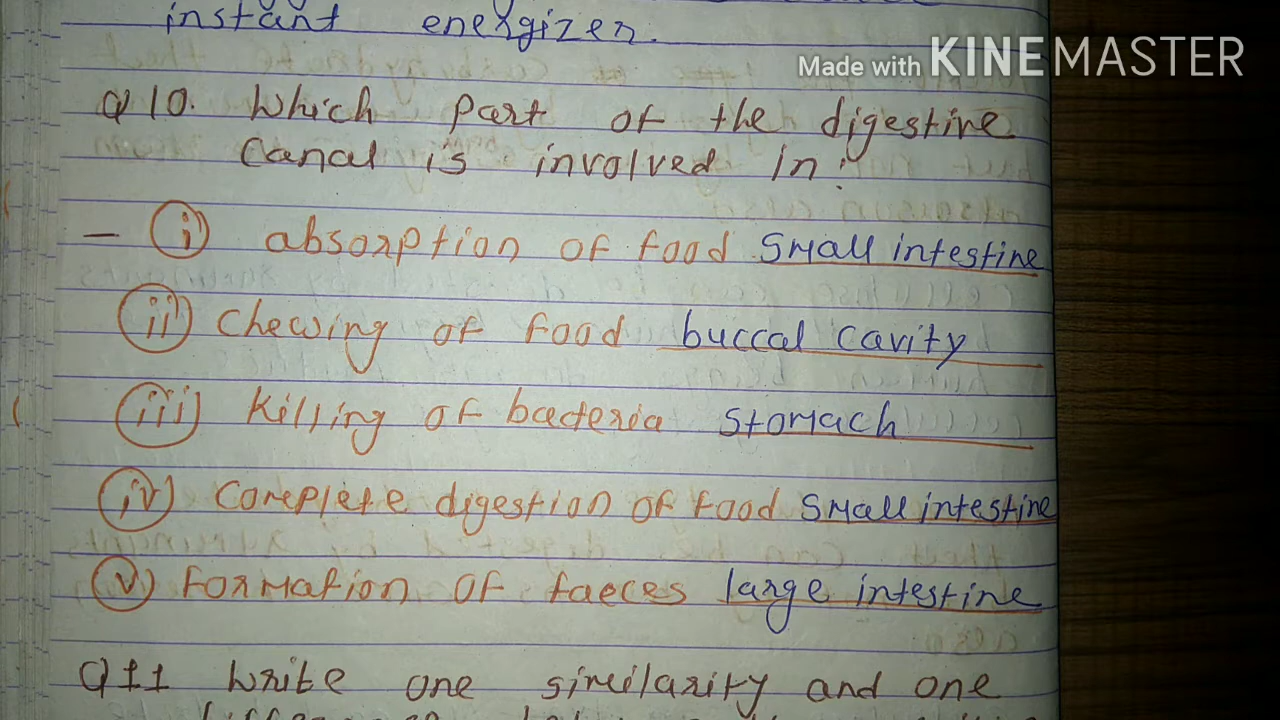 instant energizer.
Made with KINEMASTER
Q 10. Which part of the digestive
Canal is involved in:
- (i) absorption of food Small intestine
(ii) Chewing of food buccal cavity
(iii) Killing of bacteria Stomach
(iv) Complete digestion of food Small intestine
(v) Formation of faeces large intestine
Q11 Write one similarity and one